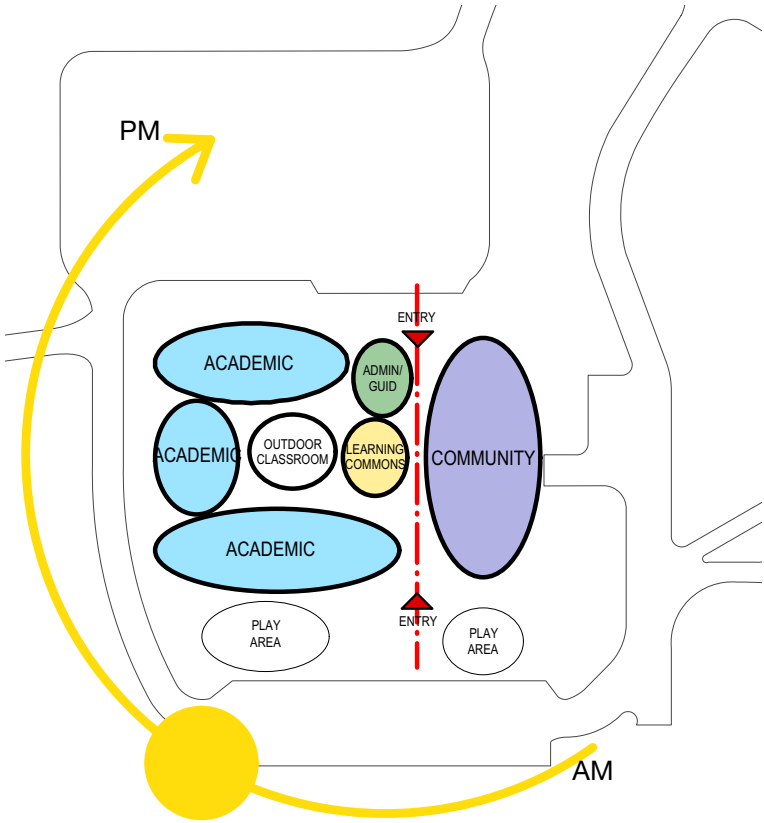 PM
ENTRY
ACADEMIC
ADMIN/
GUID
ACADEMIC
OUTDOOR
CLASSROOM
LEARNING
COMMONS
COMMUNITY
ACADEMIC
ENTRY
PLAY
AREA
PLAY
AREA
AM